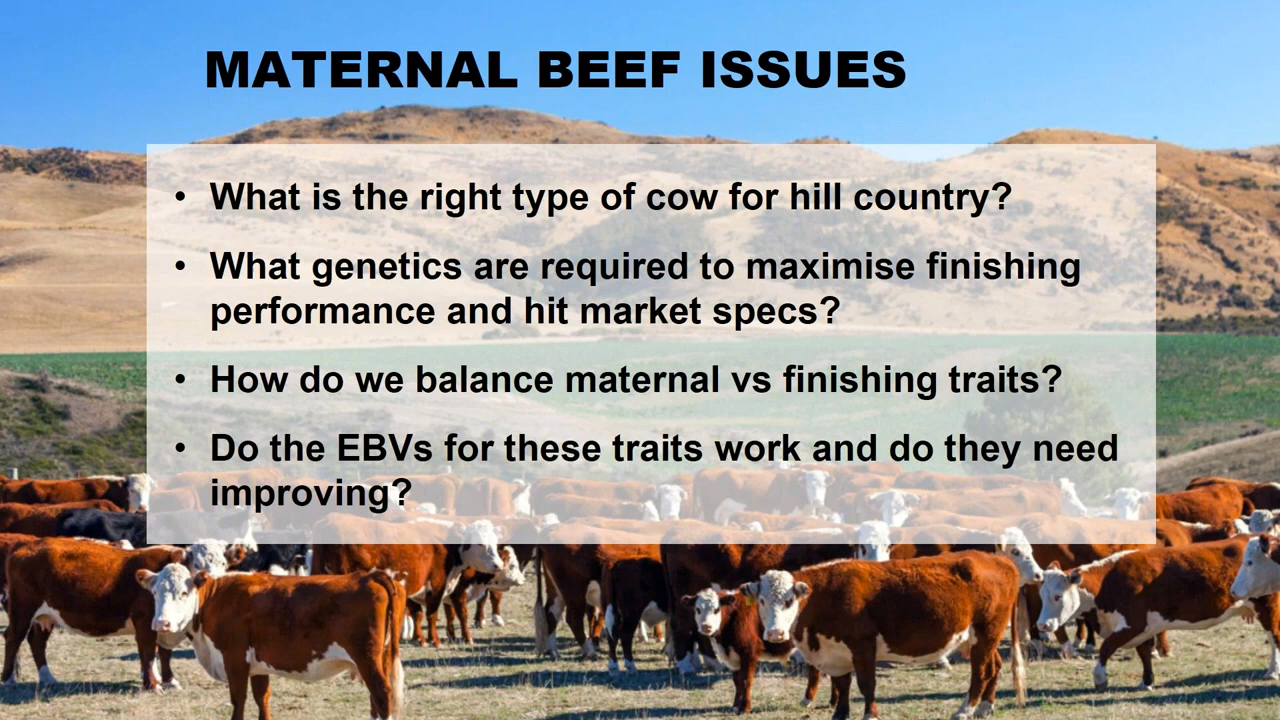 MATERNAL BEEF ISSUES
• What is the right type of cow for hill country?
• What genetics are required to maximise finishing
performance and hit market specs?
• How do we balance maternal vs finishing traits?
• Do the EBVs for these traits work and do they need
improving?